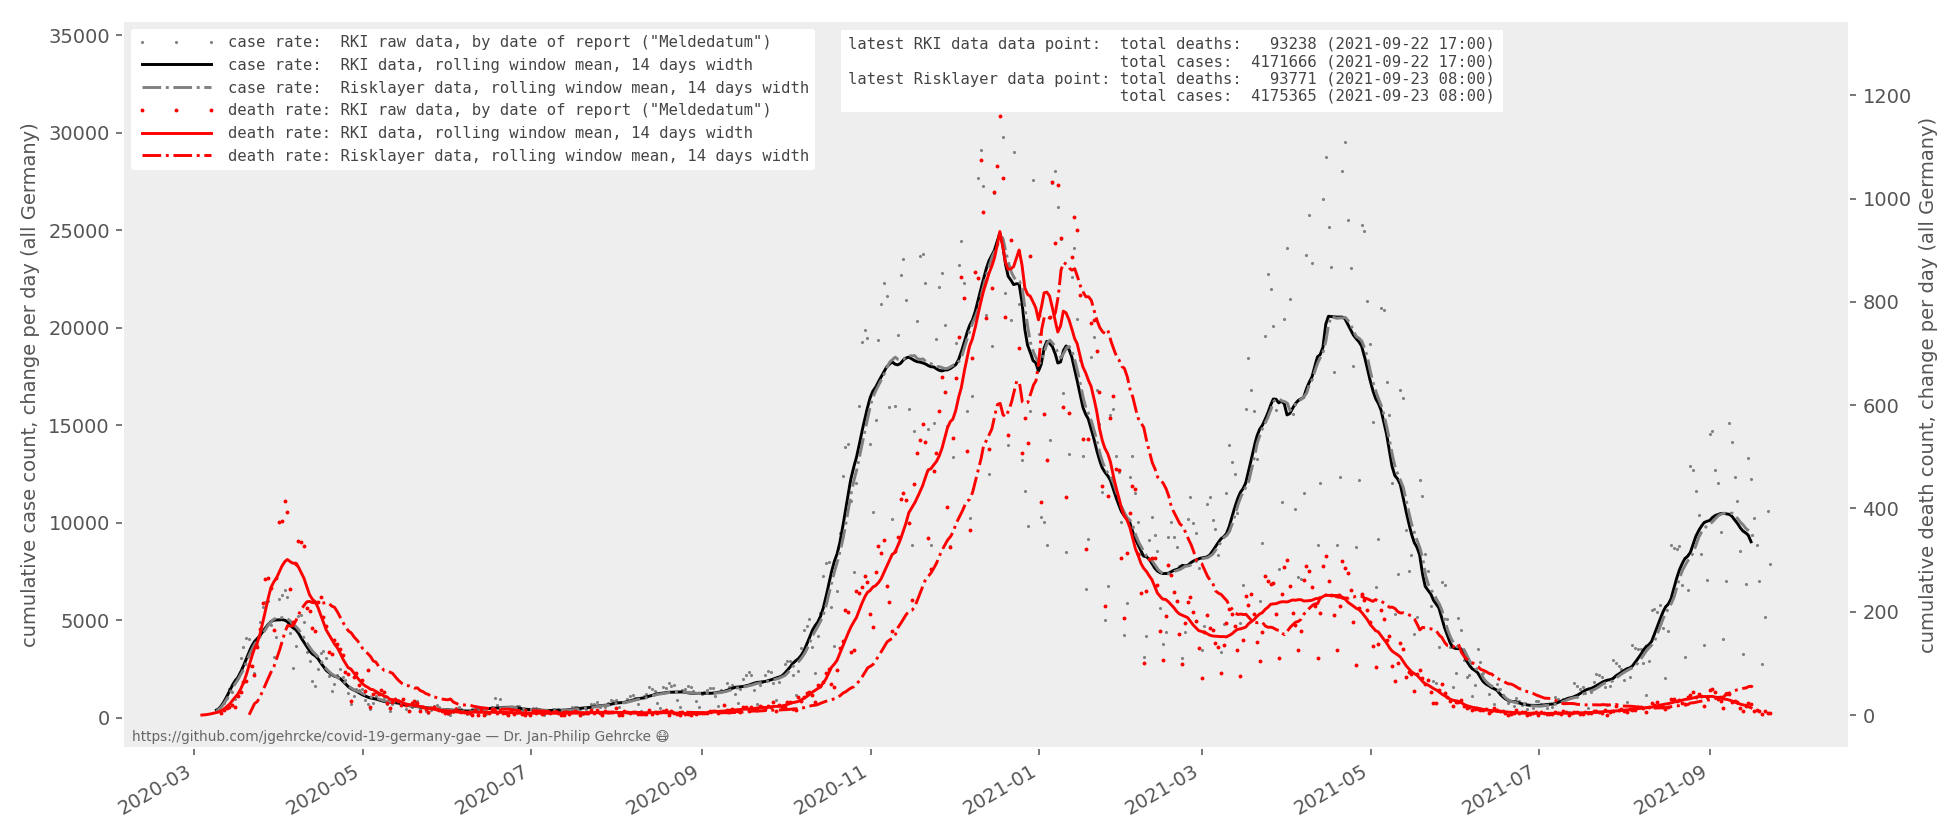 case rate:  RKI raw data, by date of report ("Meldedatum")
case rate:  RKI data, rolling window mean, 14 days width
case rate:  Risklayer data, rolling window mean, 14 days width
death rate: RKI raw data, by date of report ("Meldedatum")
death rate: RKI data, rolling window mean, 14 days width
death rate: Risklayer data, rolling window mean, 14 days width
latest RKI data data point:  total deaths:   93238 (2021-09-22 17:00)
total cases:  4171666 (2021-09-22 17:00)
latest Risklayer data point: total deaths:   93771 (2021-09-23 08:00)
total cases:  4175365 (2021-09-23 08:00)
cumulative case count, change per day (all Germany)
35000
30000
25000
20000
15000
10000
5000
0
1200
1000
800
600
400
200
0
cumulative death count, change per day (all Germany)
https://github.com/jgehrcke/covid-19-germany-gae — Dr. Jan-Philip Gehrcke 😷
2020-03
2020-05
2020-07
2020-09
2020-11
2021-01
2021-03
2021-05
2021-07
2021-09